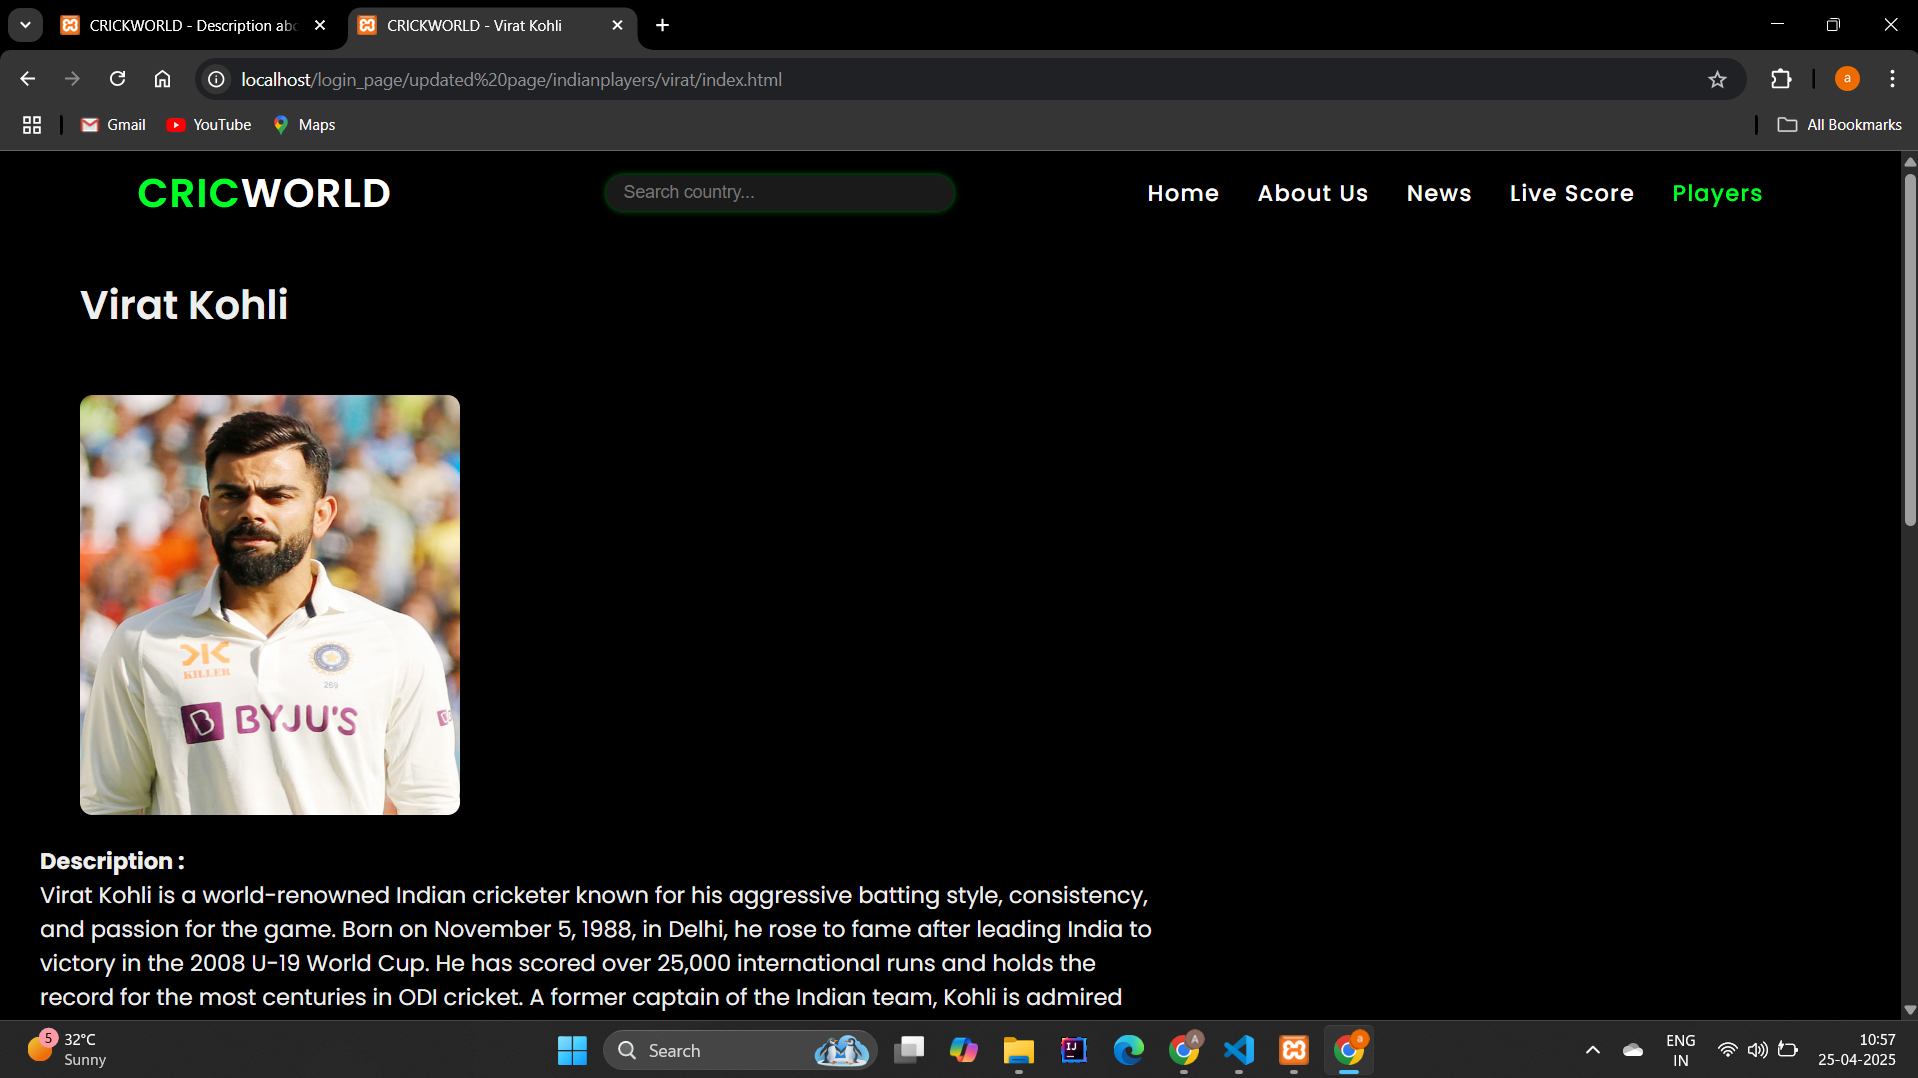 CRICKWORLD - Description abc
CRICKWORLD - Virat Kohli
localhost/login_page/updated%20page/indianplayers/virat/index.html
a
Gmail
YouTube
Maps
All Bookmarks
CRICWORLD
Search country...
Home
About Us
News
Live Score
Players
Virat Kohli
KILLER
269
BYJU'S
Description :
Virat Kohli is a world-renowned Indian cricketer known for his aggressive batting style, consistency,
and passion for the game. Born on November 5, 1988, in Delhi, he rose to fame after leading India to
victory in the 2008 U-19 World Cup. He has scored over 25,000 international runs and holds the
record for the most centuries in ODI cricket. A former captain of the Indian team, Kohli is admired
5
32°C
Sunny
Search
IJ
A
a
ENG
IN
10:57
25-04-2025